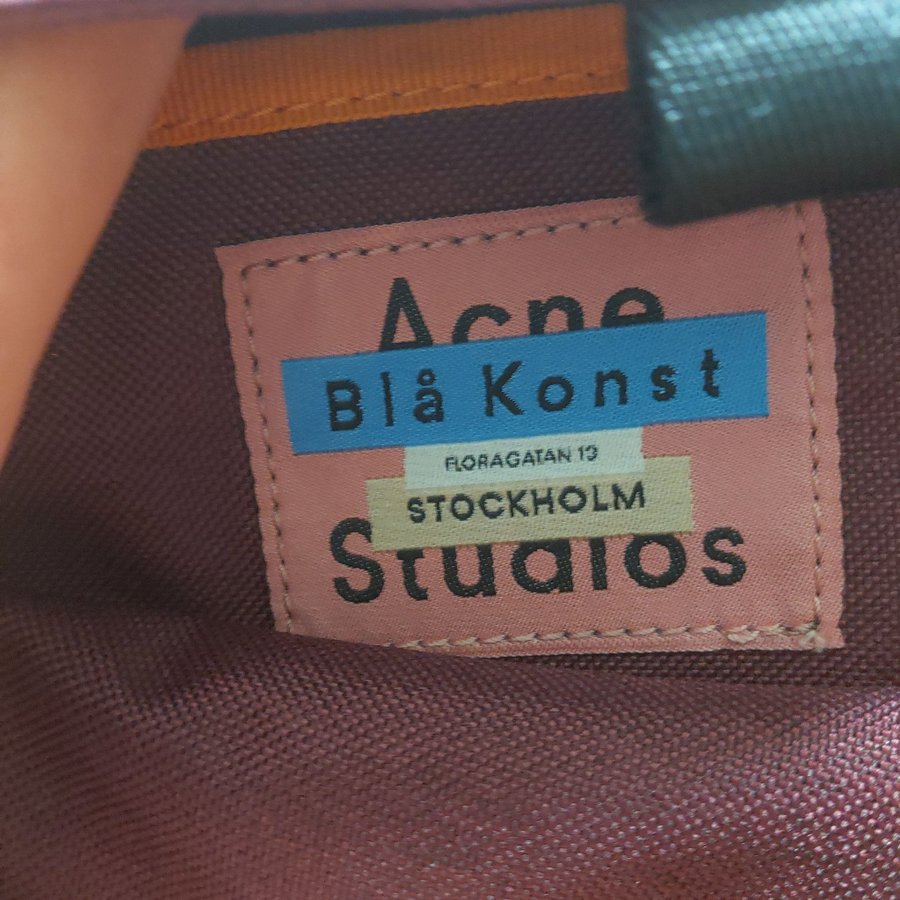 Acne
Blå Konst
FLORAGATAN 13
STOCKHOLM
Studios